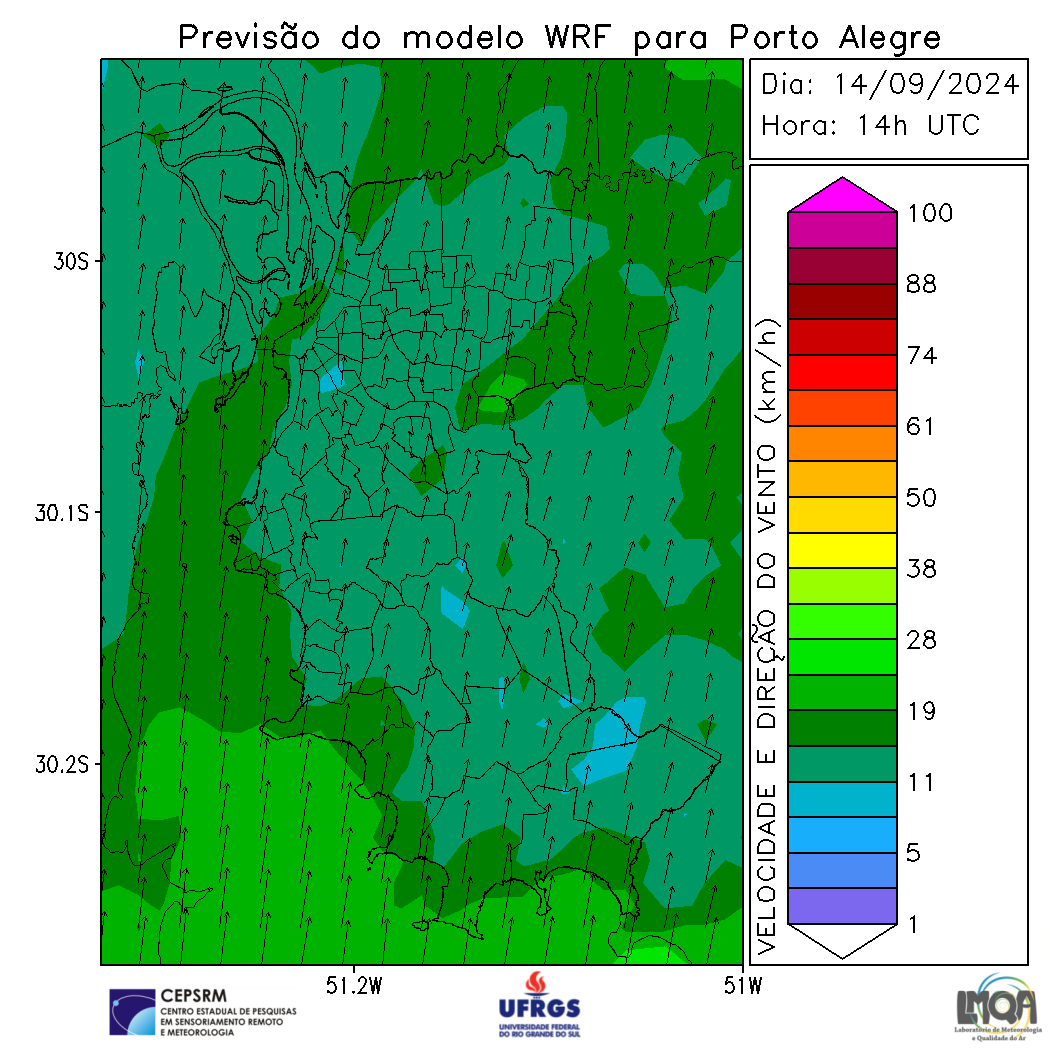 Previsão do modelo WRF para Porto Alegre
Dia: 14/09/2024
Hora: 14h UTC
30S
30.1S
30.2S
51.2W
51W
VELOCIDADE E DIREÇÃO DO VENTO (km/h)
100
88
74
61
50
38
28
19
11
5
1
CEPSRM
CENTRO ESTADUAL DE PESQUISAS
EM SENSORIAMENTO REMOTO
E METEOROLOGIA
UFRGS
UNIVERSIDADE FEDERAL
DO RIO GRANDE DO SUL
LMQA
Laboratório de Meteorologia
e Qualidade do Ar